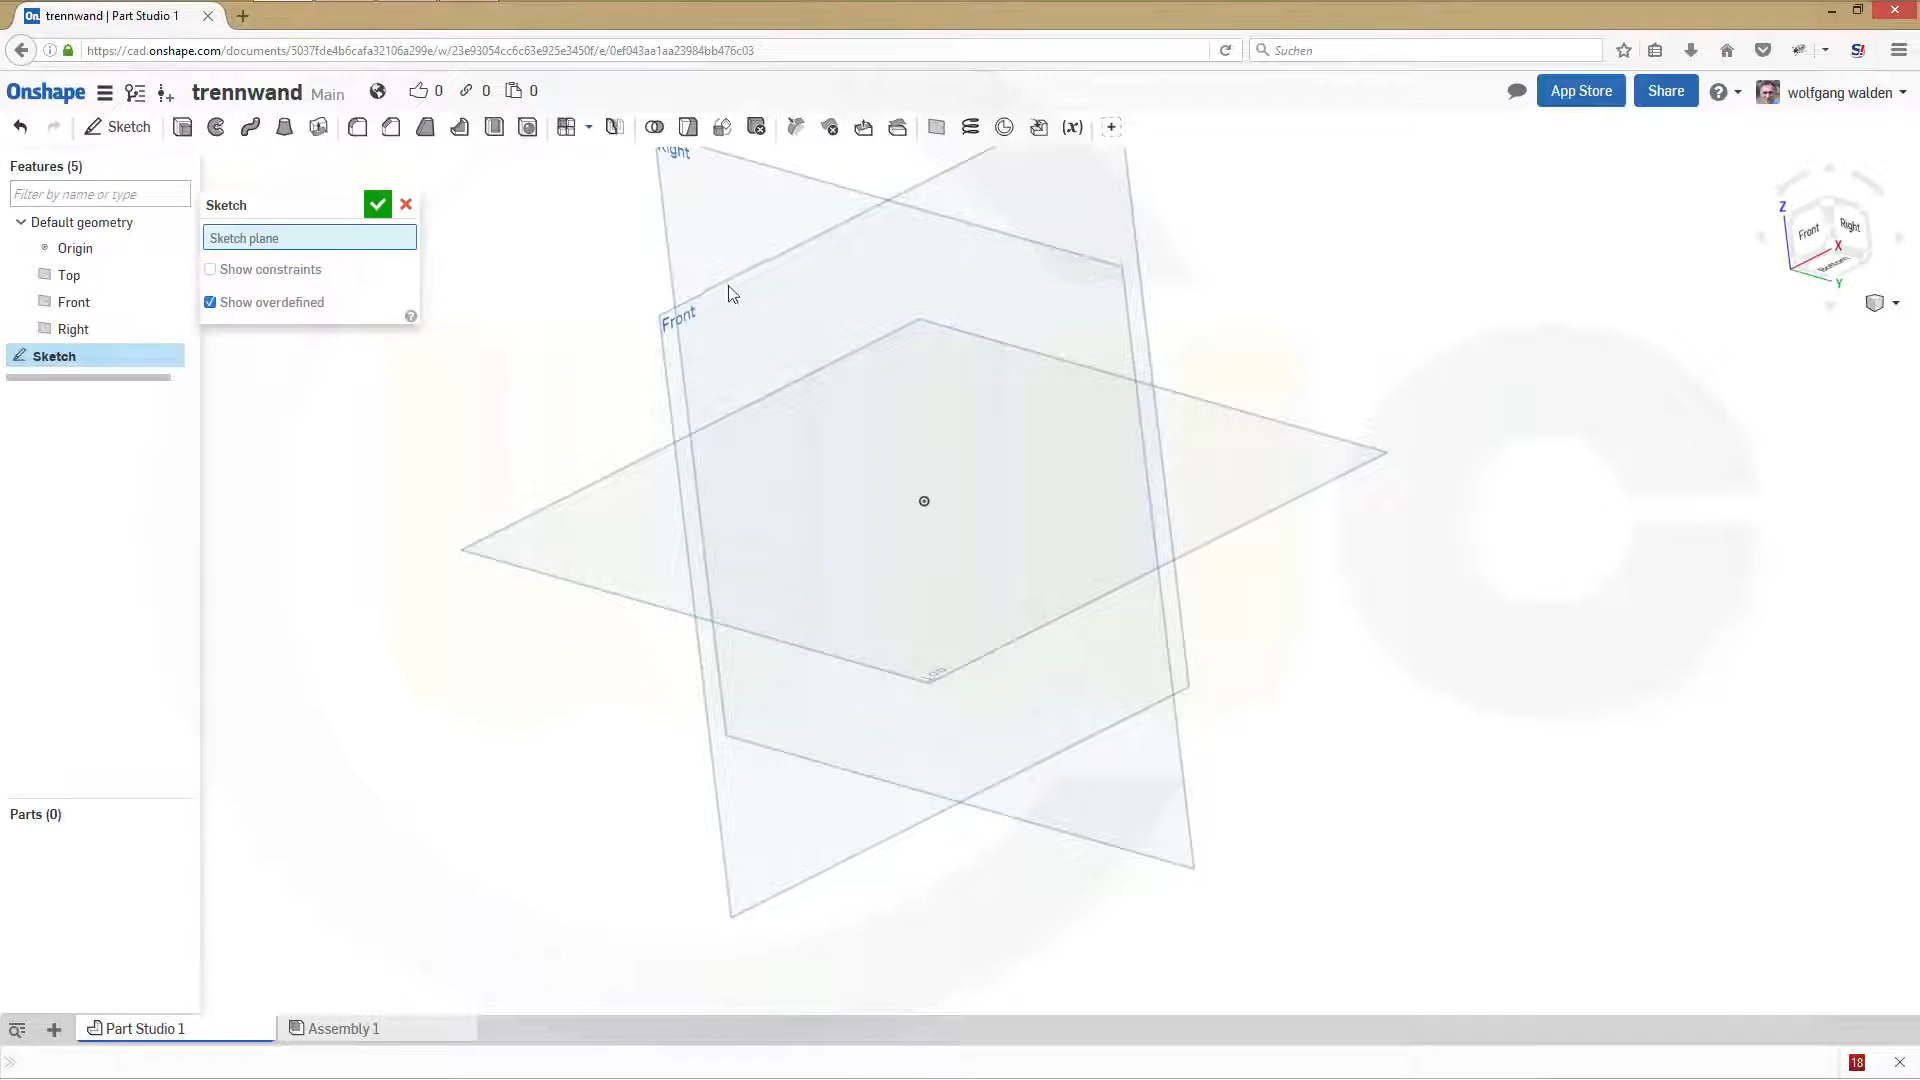 trennwand | Part Studio 1
https://cad.onshape.com/documents/5037fde4b6cafa32106a299e/w/23e93054cc6c63e925e3450f/e/0ef043aa1aa23984bb476c03
Suchen
Onshape
trennwand Main
0 0 0
App Store
Share
wolfgang walden
Sketch
(x)
Features (5)
Filter by name or type
Default geometry
Origin
Top
Front
Right
Sketch
Sketch
Sketch plane
Show constraints
Show overdefined
Right
Front
Z
Front
Right
X
Bottom
Y
Parts (0)
Part Studio 1
Assembly 1
18